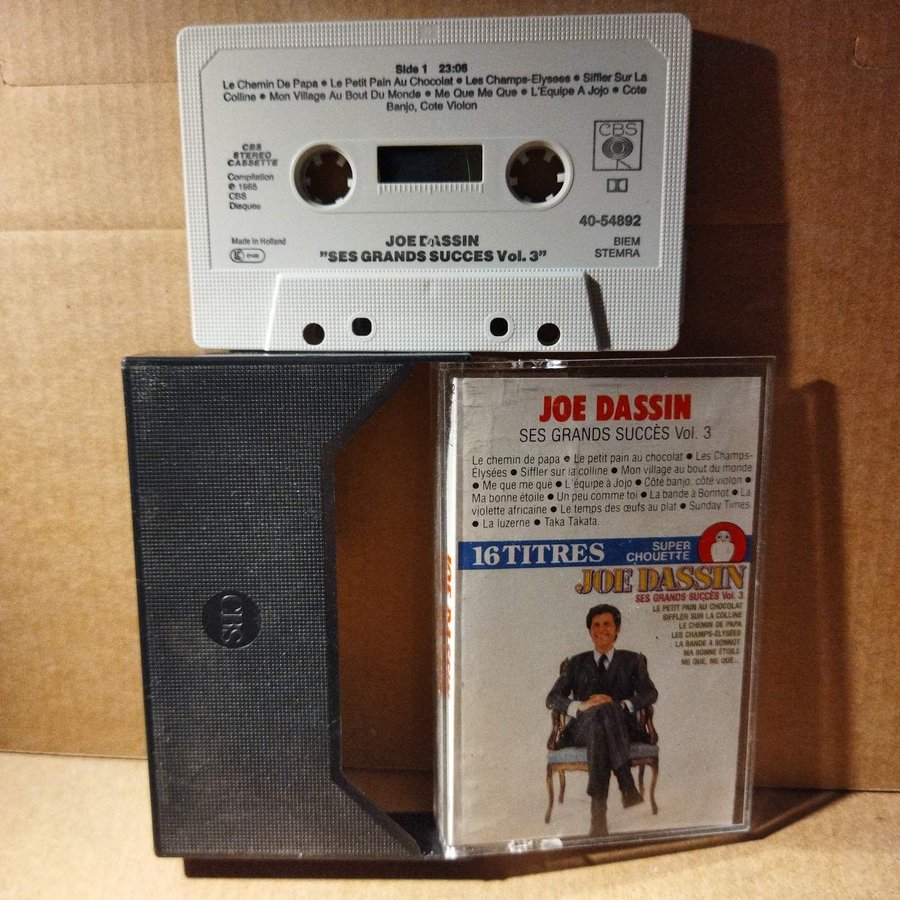 Side 1 23:06
Le Chemin De Papa • Le Petit Pain Au Chocolat • Les Champs-Elysees • Siffler Sur La
Colline • Mon Village Au Bout Du Monde • Me Que Me Que • L'Équipe A Jojo • Cote
Banjo, Cote Violon
CBS
STEREO
CASSETTE
Compilation
℗ 1985
CBS
Disques
CBS
40-54892
Made in Holland
BIEM
STEMRA
JOE DASSIN
"SES GRANDS SUCCES Vol. 3"
CBS
JOE DASSIN
SES GRANDS SUCCÈS Vol. 3
Le chemin de papa • Le petit pain au chocolat • Les Champs-
Élysées • Siffler sur la colline • Mon village au bout du monde
• Me que me que • L'équipe à Jojo • Côté banjo, côté violon •
Ma bonne étoile • Un peu comme toi • La bande à Bonnot • La
violette africaine • Le temps des œufs au plat • Sunday Times
• La luzerne • Taka Takata.
16 TITRES
SUPER
CHOUETTE
JOE DASSIN
SES GRANDS SUCCÈS Vol. 3
LE PETIT PAIN AU CHOCOLAT
SIFFLER SUR LA COLLINE
LE CHEMIN DE PAPA
LES CHAMPS-ELYSÉES
LA BANDE A BONNOT
MA BONNE ÉTOILE
ME QUE, ME QUE...